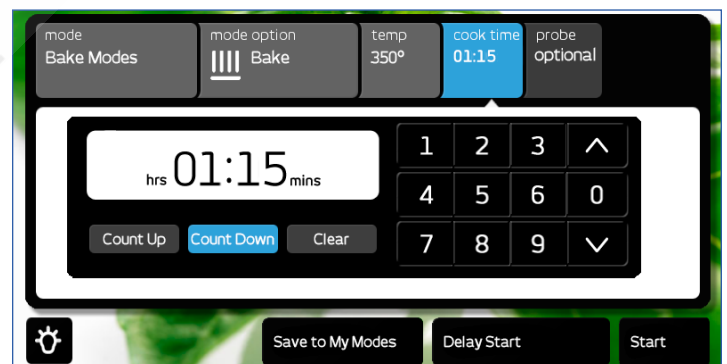 mode
Bake Modes
mode option
Bake
temp
350°
cook time
01:15
probe
optional
hrs 01:15 mins
1 2 3
4 5 6 0
7 8 9
Count Up Count Down Clear
Save to My Modes Delay Start Start